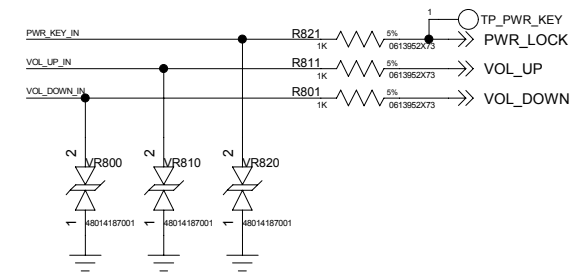 1
TP_PWR_KEY
PWR_KEY_IN R821 5% PWR_LOCK
1K 0613952X73
VOL_UP_IN R811 5% VOL_UP
1K 0613952X73
VOL_DOWN_IN R801 5% VOL_DOWN
1K 0613952X73
2 VR800 2 VR810 2 VR820
1 48014187001 1 48014187001 1 48014187001